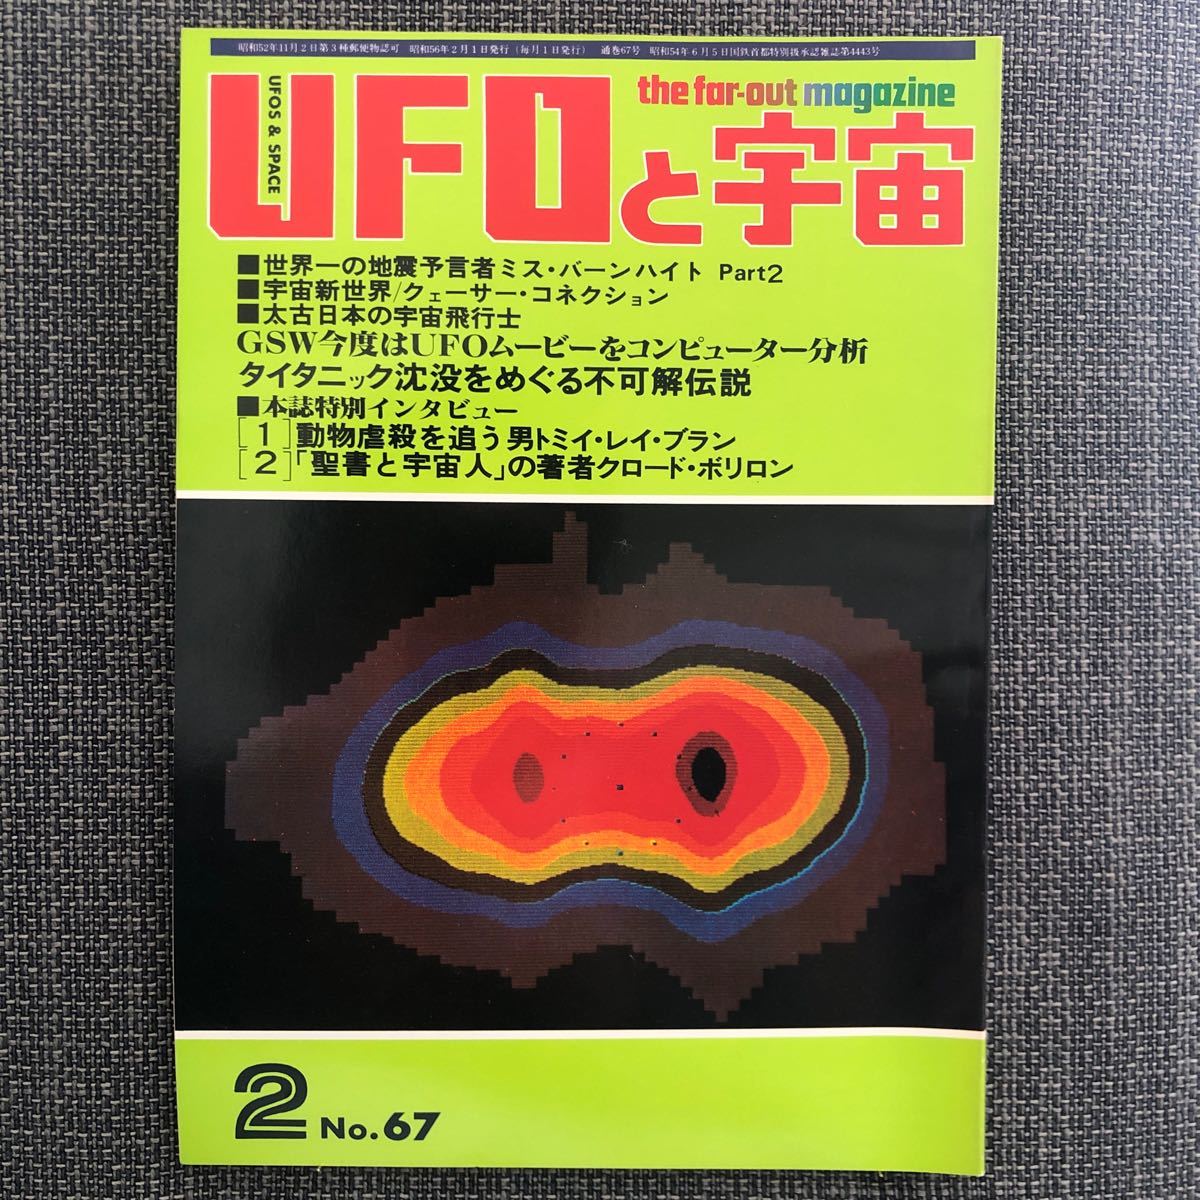 昭和52年11月2日第3種郵便物認可 昭和56年2月1日発行(毎月1日発行) 通巻67号 昭和54年6月5日国鉄首都特別扱承認雑誌第4443号
the far-out magazine
UFOS & SPACE
UFOと宇宙
■世界一の地震予言者ミス・バーンハイト Part2
■宇宙新世界/クェーサー・コネクション
■太古日本の宇宙飛行士
GSW今度はUFOムービーをコンピューター分析
タイタニック沈没をめぐる不可解伝説
■本誌特別インタビュー
[1]動物虐殺を追う男トミイ・レイ・ブラン
[2]「聖書と宇宙人」の著者クロード・ボリロン
2 No.67